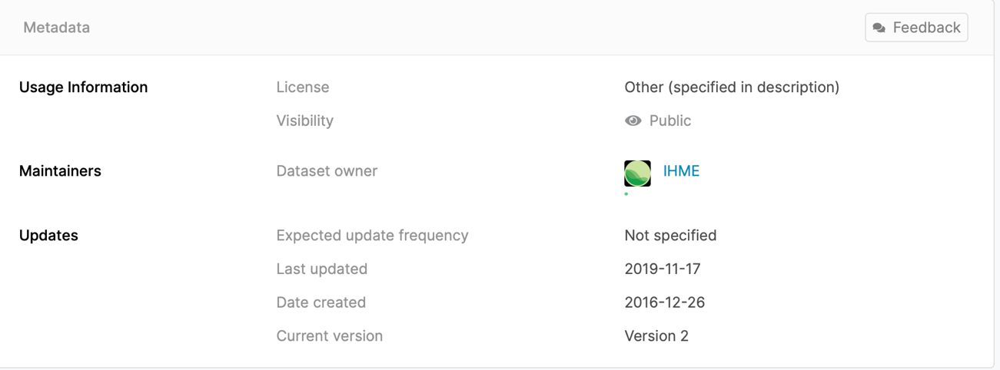 Metadata
Feedback
Usage Information License Other (specified in description)
Visibility Public
Maintainers Dataset owner IHME
Updates Expected update frequency Not specified
Last updated 2019-11-17
Date created 2016-12-26
Current version Version 2